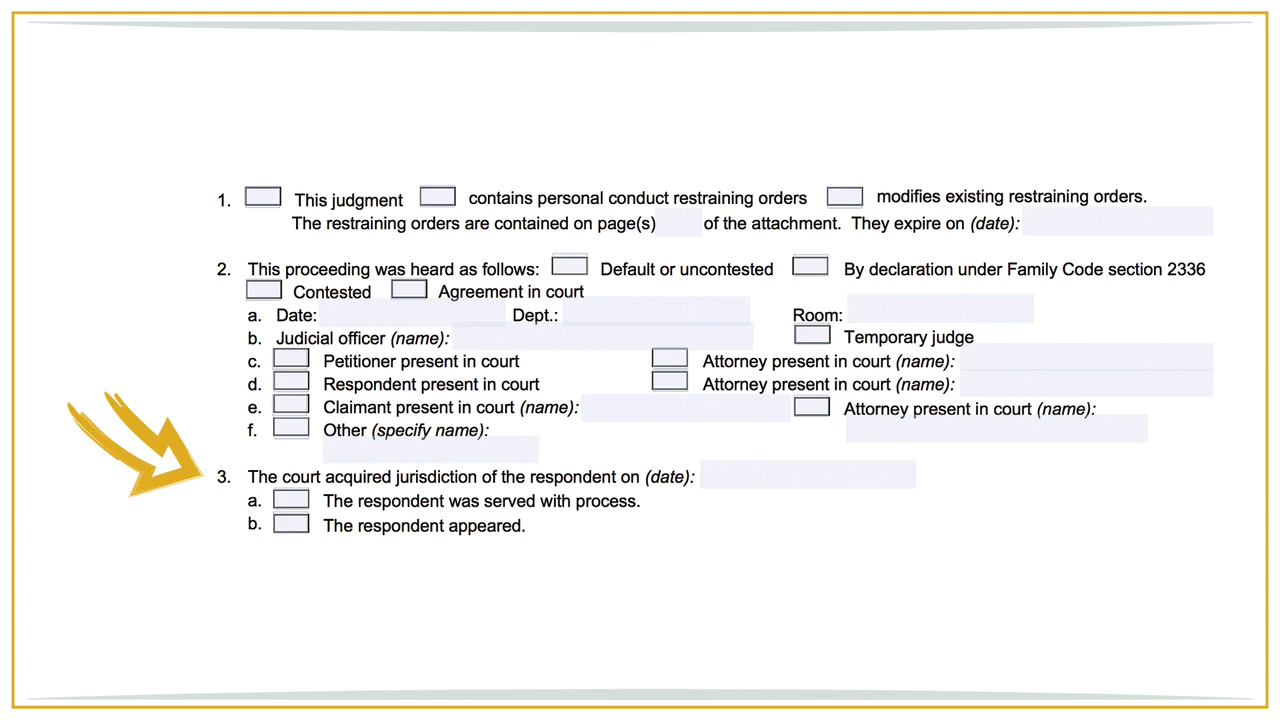 1. This judgment contains personal conduct restraining orders modifies existing restraining orders.
The restraining orders are contained on page(s) of the attachment. They expire on (date):
2. This proceeding was heard as follows: Default or uncontested By declaration under Family Code section 2336
Contested Agreement in court
a. Date: Dept.: Room:
b. Judicial officer (name): Temporary judge
c. Petitioner present in court Attorney present in court (name):
d. Respondent present in court Attorney present in court (name):
e. Claimant present in court (name): Attorney present in court (name):
f. Other (specify name):
3. The court acquired jurisdiction of the respondent on (date):
a. The respondent was served with process.
b. The respondent appeared.